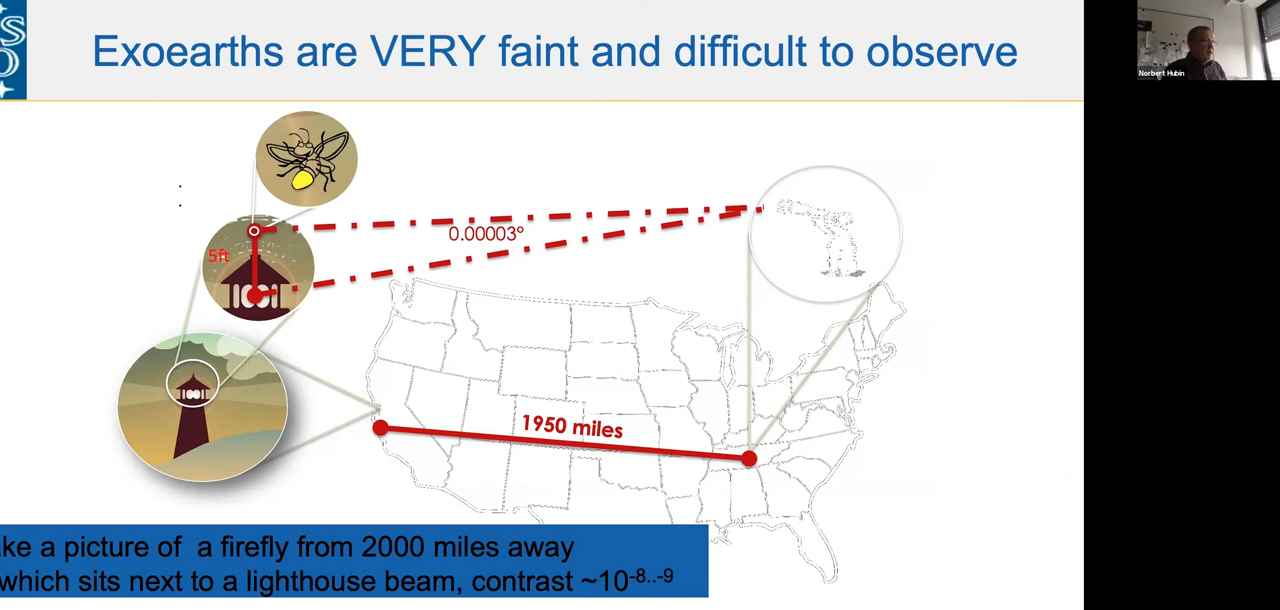 S
O
Exoearths are VERY faint and difficult to observe
Norbert Hubin
0.00003°
5ft
1950 miles
ake a picture of a firefly from 2000 miles away
which sits next to a lighthouse beam, contrast ~10-8..-9